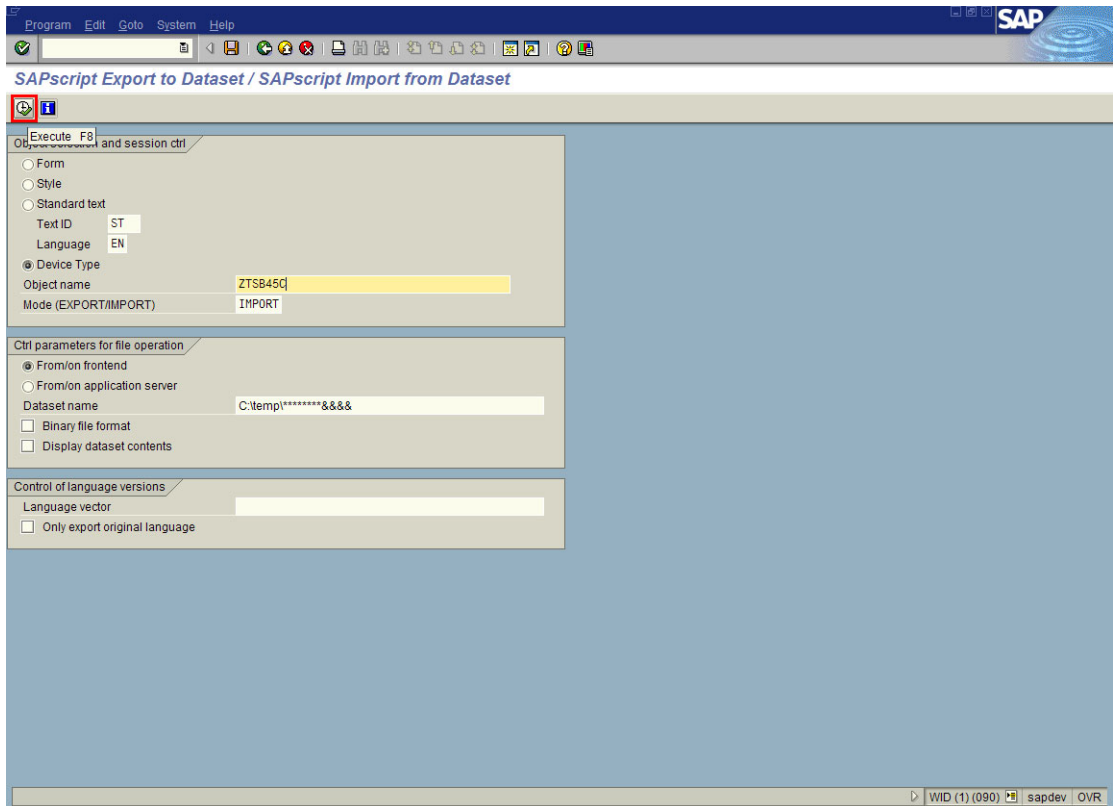 Program Edit Goto System Help
SAP
SAPscript Export to Dataset / SAPscript Import from Dataset
Execute F8
and session ctrl
Form
Style
Standard text
Text ID ST
Language EN
Device Type
Object name ZTSB45C
Mode (EXPORT/IMPORT) IMPORT
Ctrl parameters for file operation
From/on frontend
From/on application server
Dataset name C:\temp\********&&&&
Binary file format
Display dataset contents
Control of language versions
Language vector
Only export original language
WID (1) (090) sapdev OVR